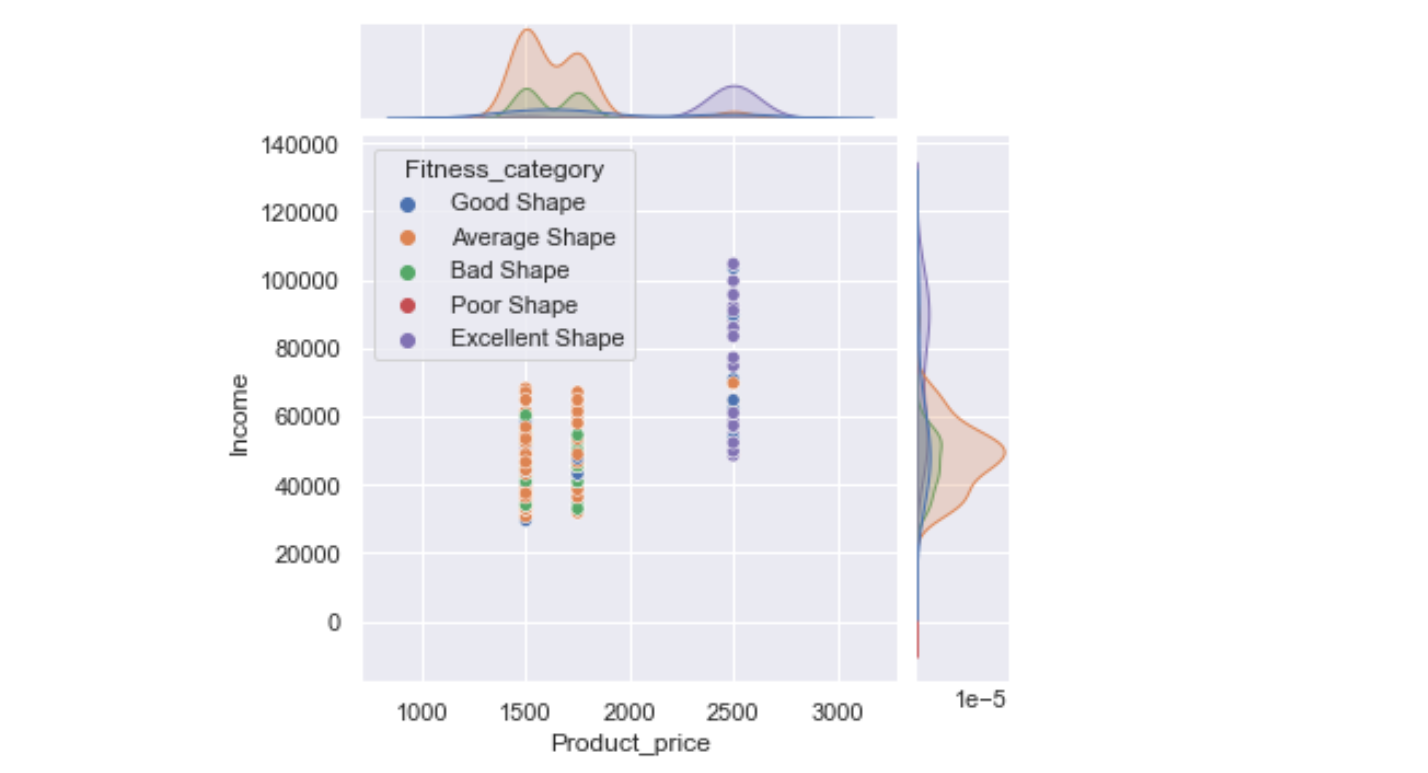 140000
120000
100000
80000
60000
40000
20000
0
Income
Fitness_category
Good Shape
Average Shape
Bad Shape
Poor Shape
Excellent Shape
1e−5
1000 1500 2000 2500 3000
Product_price